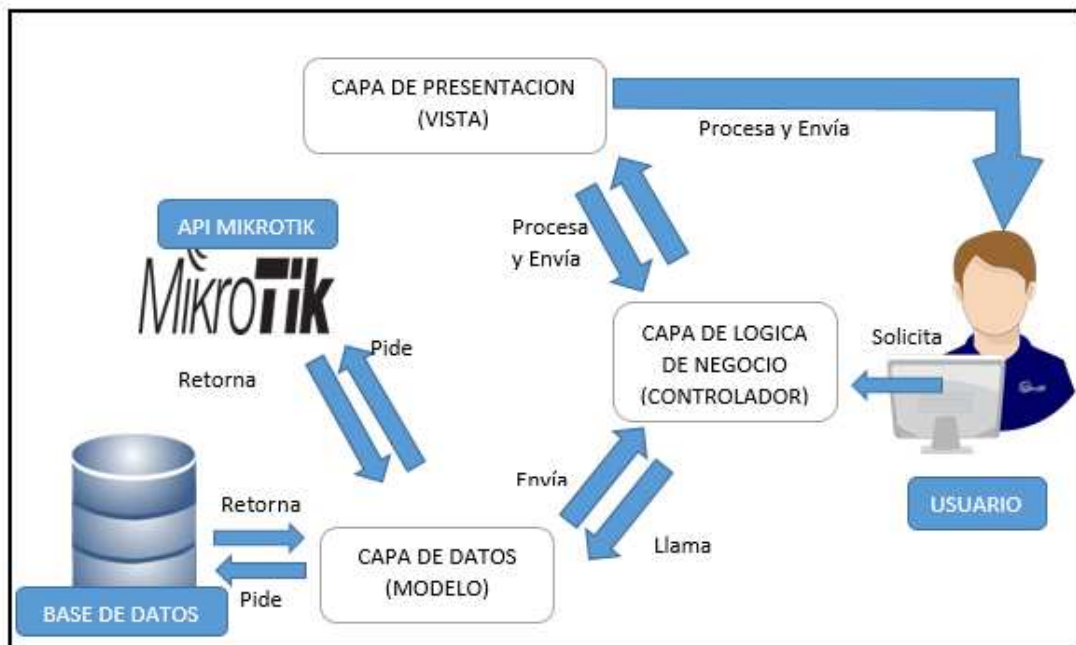 CAPA DE PRESENTACION
(VISTA)
Procesa y Envía
API MIKROTIK
MikroTik
Procesa
y Envía
Pide
Retorna
CAPA DE LOGICA
DE NEGOCIO
(CONTROLADOR)
Solicita
Envía
USUARIO
Retorna
Llama
CAPA DE DATOS
(MODELO)
Pide
BASE DE DATOS